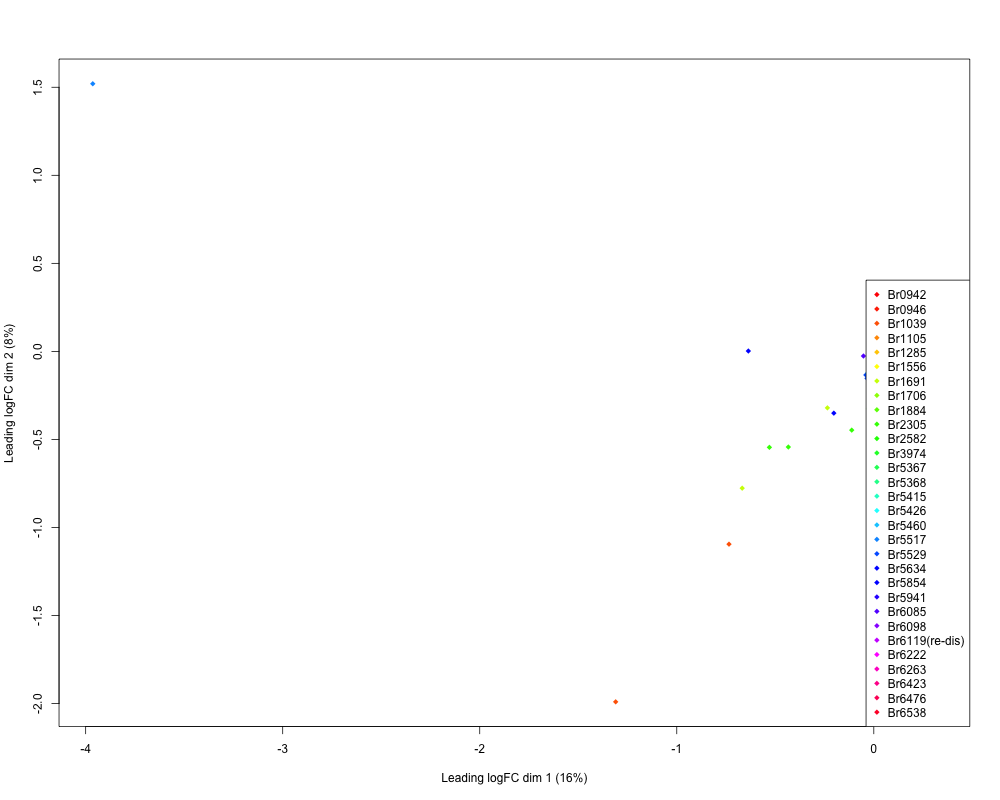 1.5
1.0
0.5
0.0
-0.5
-1.0
-1.5
-2.0
Leading logFC dim 2 (8%)
Br0942
Br0946
Br1039
Br1105
Br1285
Br1556
Br1691
Br1706
Br1884
Br2305
Br2582
Br3974
Br5367
Br5368
Br5415
Br5426
Br5460
Br5517
Br5529
Br5634
Br5854
Br5941
Br6085
Br6098
Br6119(re-dis)
Br6222
Br6263
Br6423
Br6476
Br6538
-4
-3
-2
-1
0
Leading logFC dim 1 (16%)